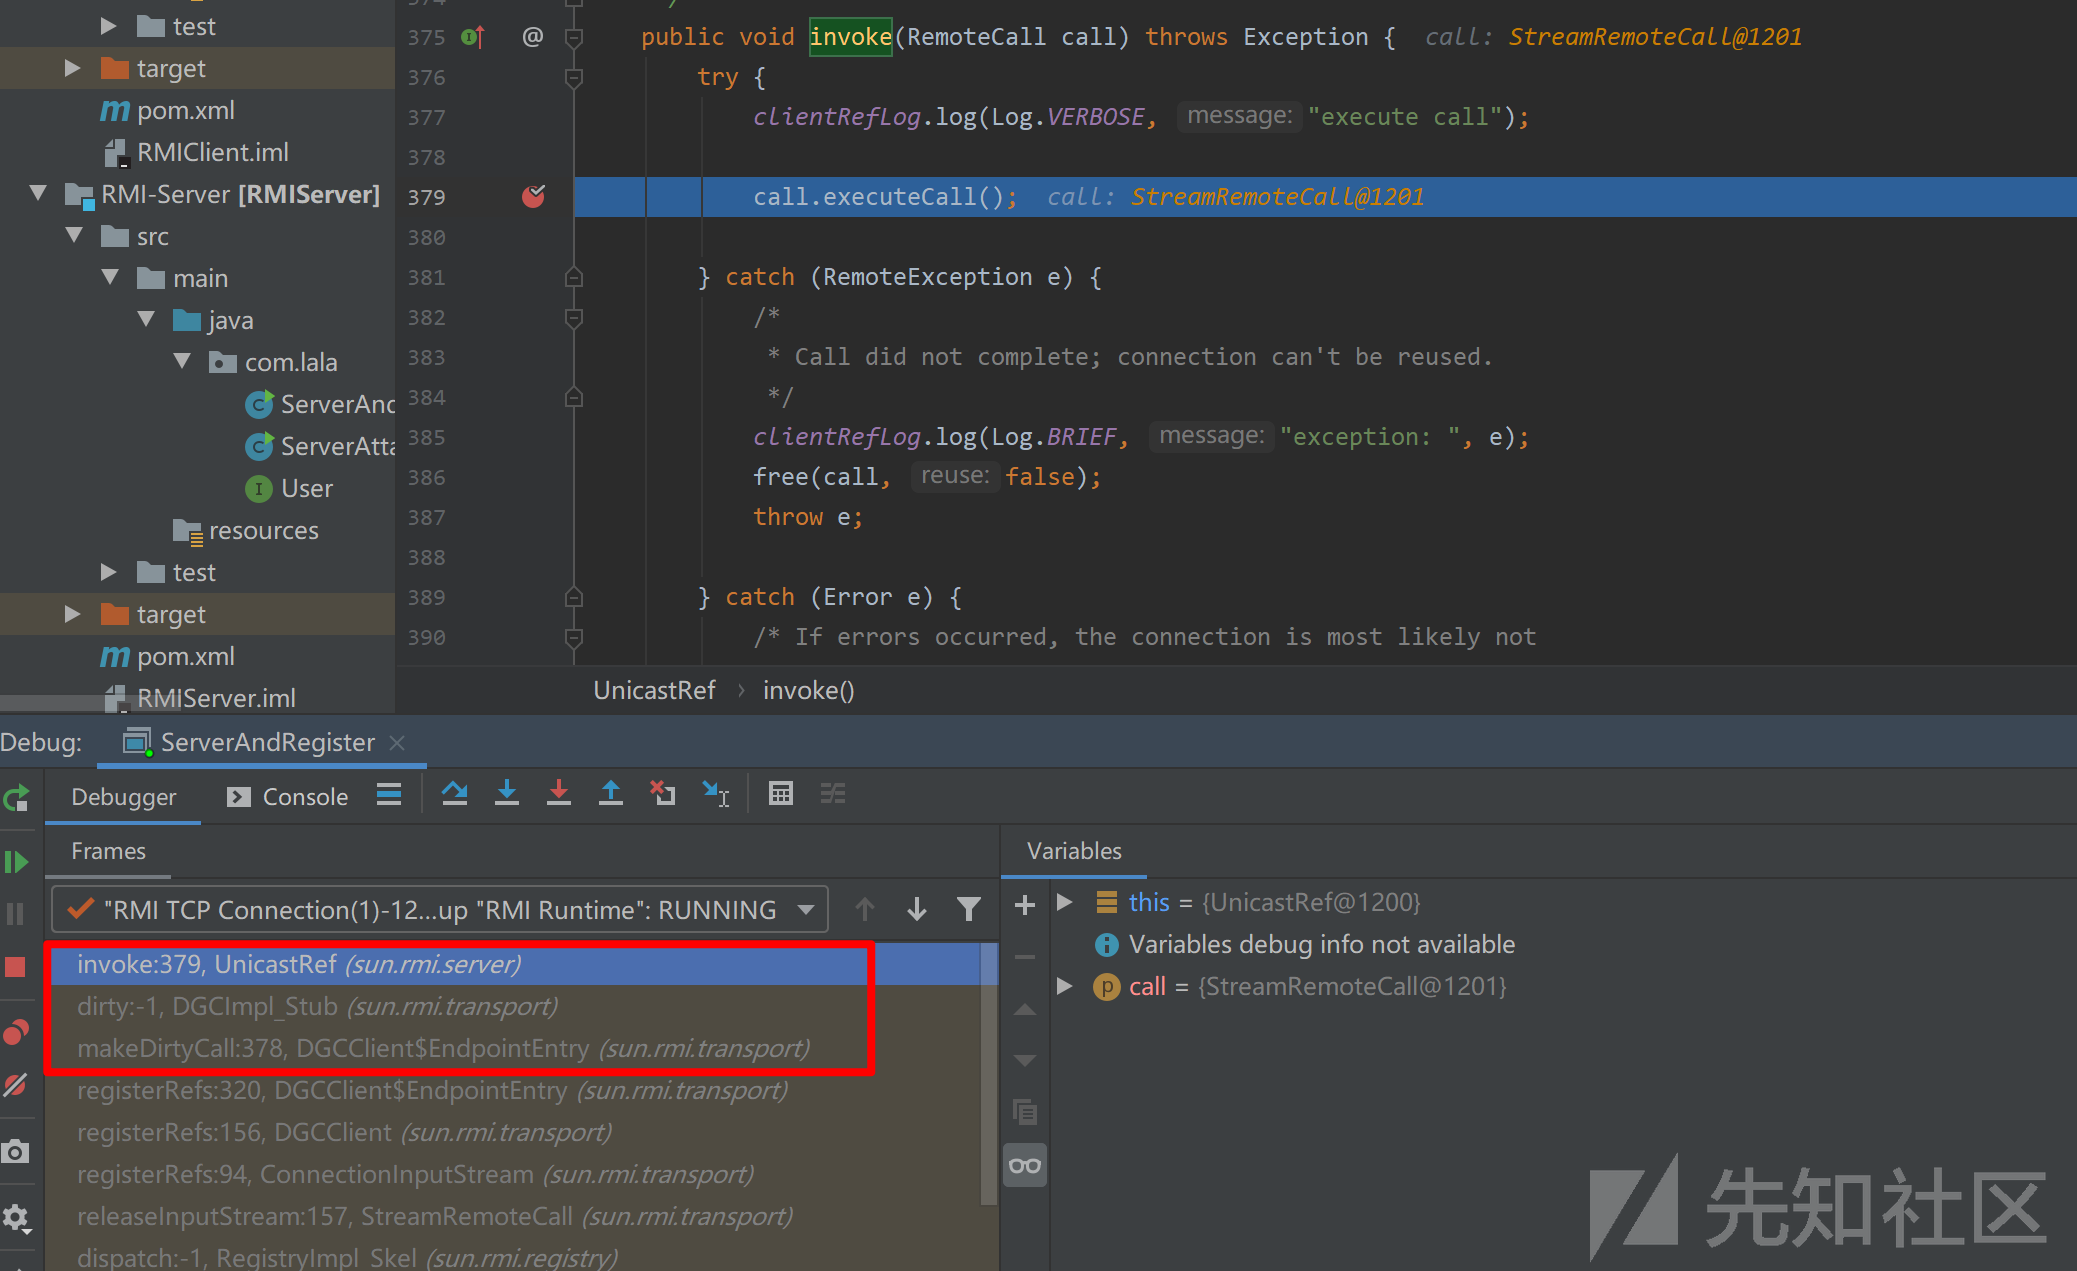 test
target
pom.xml
RMIClient.iml
RMI-Server [RMIServer]
src
main
java
com.lala
ServerAnd
ServerAtta
User
resources
test
target
pom.xml
RMIServer.iml
375 public void invoke(RemoteCall call) throws Exception { call: StreamRemoteCall@1201
376 try {
377 clientRefLog.log(Log.VERBOSE, message: "execute call");
378
379 call.executeCall(); call: StreamRemoteCall@1201
380
381 } catch (RemoteException e) {
382 /*
383 * Call did not complete; connection can't be reused.
384 */
385 clientRefLog.log(Log.BRIEF, message: "exception: ", e);
386 free(call, reuse: false);
387 throw e;
388
389 } catch (Error e) {
390 /* If errors occurred, the connection is most likely not
UnicastRef › invoke()
Debug: ServerAndRegister
Debugger Console
Frames
"RMI TCP Connection(1)-12...up "RMI Runtime": RUNNING
invoke:379, UnicastRef (sun.rmi.server)
dirty:-1, DGCImpl_Stub (sun.rmi.transport)
makeDirtyCall:378, DGCClient$EndpointEntry (sun.rmi.transport)
registerRefs:320, DGCClient$EndpointEntry (sun.rmi.transport)
registerRefs:156, DGCClient (sun.rmi.transport)
registerRefs:94, ConnectionInputStream (sun.rmi.transport)
releaseInputStream:157, StreamRemoteCall (sun.rmi.transport)
dispatch:-1, RegistryImpl_Skel (sun.rmi.registry)
Variables
this = {UnicastRef@1200}
Variables debug info not available
call = {StreamRemoteCall@1201}
先知社区